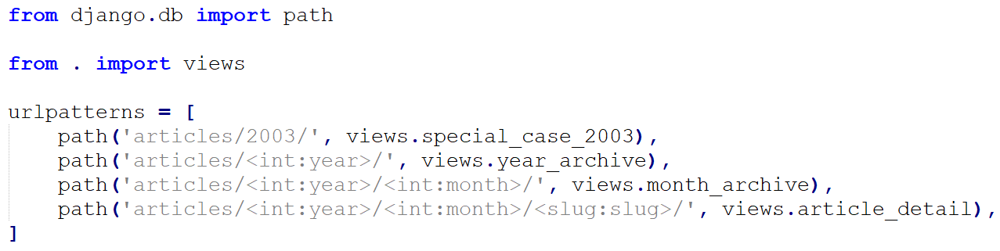 from django.db import path
from . import views
urlpatterns = [
    path('articles/2003/', views.special_case_2003),
    path('articles/<int:year>/', views.year_archive),
    path('articles/<int:year>/<int:month>/', views.month_archive),
    path('articles/<int:year>/<int:month>/<slug:slug>/', views.article_detail),
]